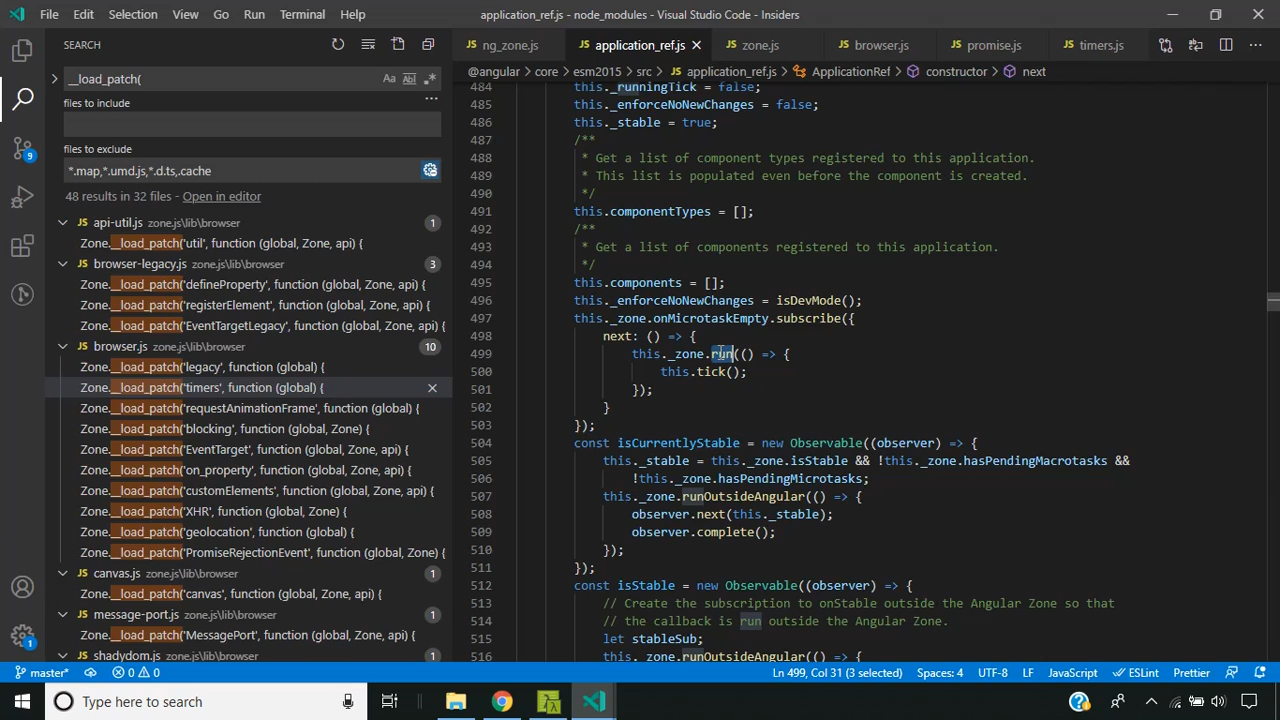 File Edit Selection View Go Run Terminal Help application_ref.js - node_modules - Visual Studio Code - Insiders
SEARCH
__load_patch(
Aa Abl .*
files to include
files to exclude
*.map,*.umd.js,*.d.ts,.cache
48 results in 32 files - Open in editor
JS api-util.js zone.js\lib\browser 1
Zone.__load_patch('util', function (global, Zone, api) {
JS browser-legacy.js zone.js\lib\browser 3
Zone.__load_patch('defineProperty', function (global, Zone, api) {
Zone.__load_patch('registerElement', function (global, Zone, api) {
Zone.__load_patch('EventTargetLegacy', function (global, Zone, api) {
JS browser.js zone.js\lib\browser 10
Zone.__load_patch('legacy', function (global) {
Zone.__load_patch('timers', function (global) {
Zone.__load_patch('requestAnimationFrame', function (global) {
Zone.__load_patch('blocking', function (global, Zone) {
Zone.__load_patch('EventTarget', function (global, Zone, api) {
Zone.__load_patch('on_property', function (global, Zone, api) {
Zone.__load_patch('customElements', function (global, Zone, api) {
Zone.__load_patch('XHR', function (global, Zone) {
Zone.__load_patch('geolocation', function (global) {
Zone.__load_patch('PromiseRejectionEvent', function (global, Zone) {
JS canvas.js zone.js\lib\browser 1
Zone.__load_patch('canvas', function (global, Zone, api) {
JS message-port.js zone.js\lib\browser 1
Zone.__load_patch('MessagePort', function (global, Zone, api) {
JS shadydom.js zone.js\lib\browser 1
JS ng_zone.js JS application_ref.js JS zone.js JS browser.js JS promise.js JS timers.js
@angular > core > esm2015 > src > JS application_ref.js > ApplicationRef > constructor > next
484 this._runningTick = false;
485 this._enforceNoNewChanges = false;
486 this._stable = true;
487 /**
488 * Get a list of component types registered to this application.
489 * This list is populated even before the component is created.
490 */
491 this.componentTypes = [];
492 /**
493 * Get a list of components registered to this application.
494 */
495 this.components = [];
496 this._enforceNoNewChanges = isDevMode();
497 this._zone.onMicrotaskEmpty.subscribe({
498 next: () => {
499 this._zone.run(() => {
500 this.tick();
501 });
502 }
503 });
504 const isCurrentlyStable = new Observable((observer) => {
505 this._stable = this._zone.isStable && !this._zone.hasPendingMacrotasks &&
506 !this._zone.hasPendingMicrotasks;
507 this._zone.runOutsideAngular(() => {
508 observer.next(this._stable);
509 observer.complete();
510 });
511 });
512 const isStable = new Observable((observer) => {
513 // Create the subscription to onStable outside the Angular Zone so that
514 // the callback is run outside the Angular Zone.
515 let stableSub;
516 this._zone.runOutsideAngular(() => {
9
1
master* 0 0 Ln 499, Col 31 (3 selected) Spaces: 4 UTF-8 LF JavaScript ESLint Prettier
Type here to search